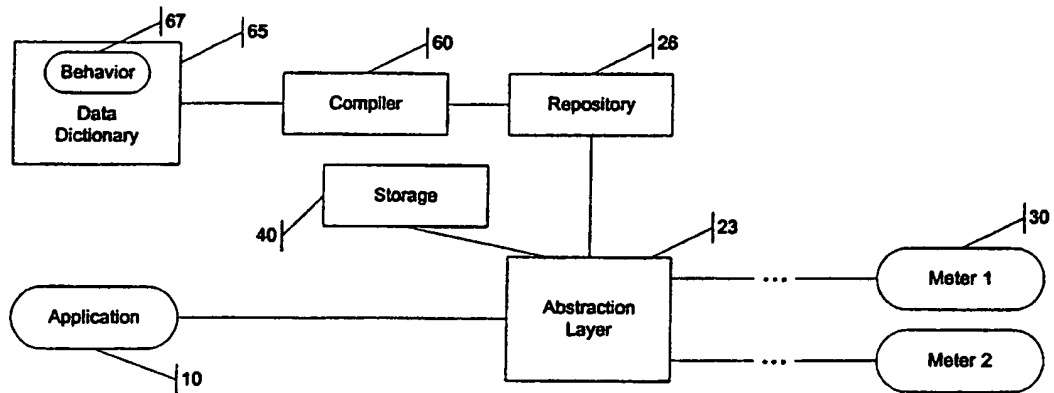 67
65
Behavior
Data
Dictionary
60
Compiler
26
Repository
Storage
40
23
30
Application
Abstraction
Layer
... Meter 1
... Meter 2
10